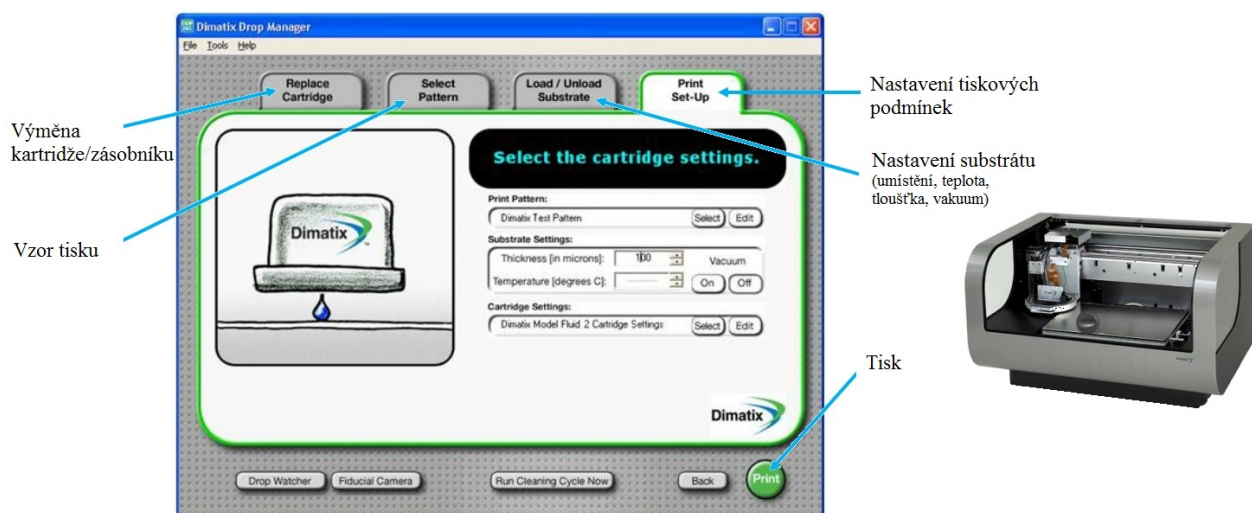 Dimatix Drop Manager
File Tools Help
Replace
Cartridge
Select
Pattern
Load / Unload
Substrate
Print
Set-Up
Výměna
kartridže/zásobníku
Vzor tisku
Nastavení tiskových
podmínek
Nastavení substrátu
(umístění, teplota,
tloušťka, vakuum)
Tisk
Dimatix
TM
Select the cartridge settings.
Print Pattern:
Dimatix Test Pattern Select Edit
Substrate Settings:
Thickness [in microns]: 100 Vacuum
Temperature [degrees C]: On Off
Cartridge Settings:
Dimatix Model Fluid 2 Cartridge Settings Select Edit
Dimatix
Drop Watcher Fiducial Camera Run Cleaning Cycle Now Back Print